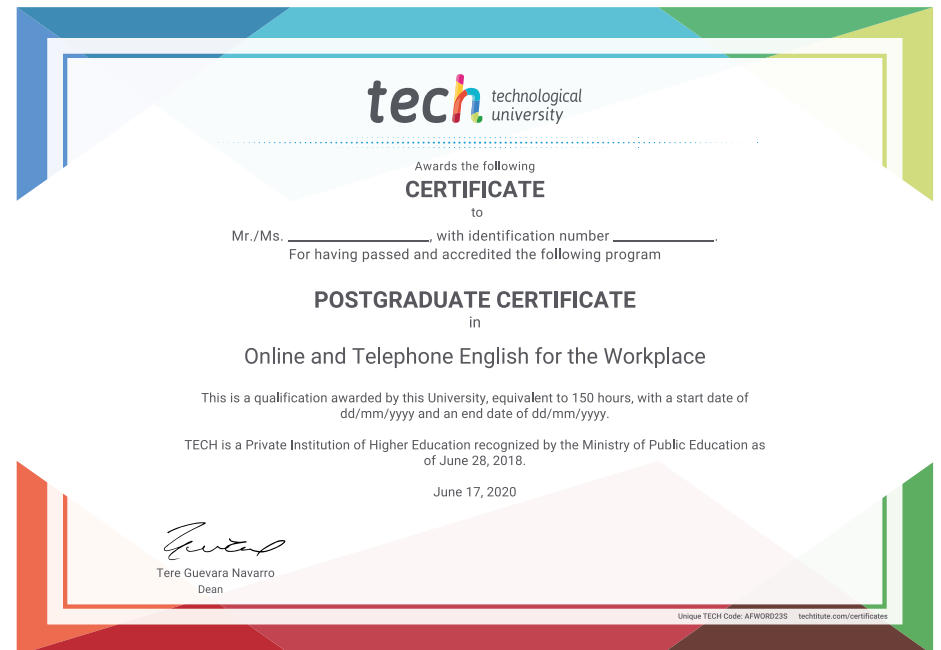 tech technological
university
Awards the following
CERTIFICATE
to
Mr./Ms. ____________________, with identification number ______________.
For having passed and accredited the following program
POSTGRADUATE CERTIFICATE
in
Online and Telephone English for the Workplace
This is a qualification awarded by this University, equivalent to 150 hours, with a start date of
dd/mm/yyyy and an end date of dd/mm/yyyy.
TECH is a Private Institution of Higher Education recognized by the Ministry of Public Education as
of June 28, 2018.
June 17, 2020
Tere Guevara Navarro
Dean
Unique TECH Code: AFWORD23S techtitute.com/certificates